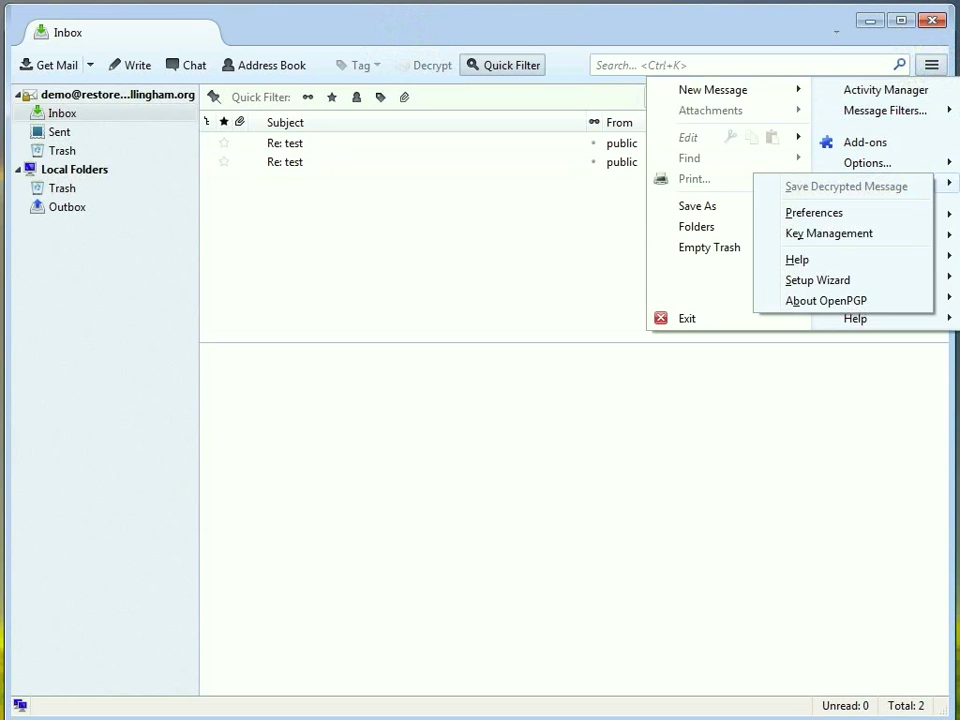 Inbox
Get Mail Write Chat Address Book Tag Decrypt Quick Filter Search... <Ctrl+K>
demo@restore...llingham.org
Inbox
Sent
Trash
Local Folders
Trash
Outbox
Quick Filter:
Subject From
Re: test public
Re: test public
New Message
Attachments
Edit
Find
Print...
Save As
Folders
Empty Trash
Exit
Activity Manager
Message Filters...
Add-ons
Options...
Save Decrypted Message
Preferences
Key Management
Help
Setup Wizard
About OpenPGP
Help
Unread: 0 Total: 2